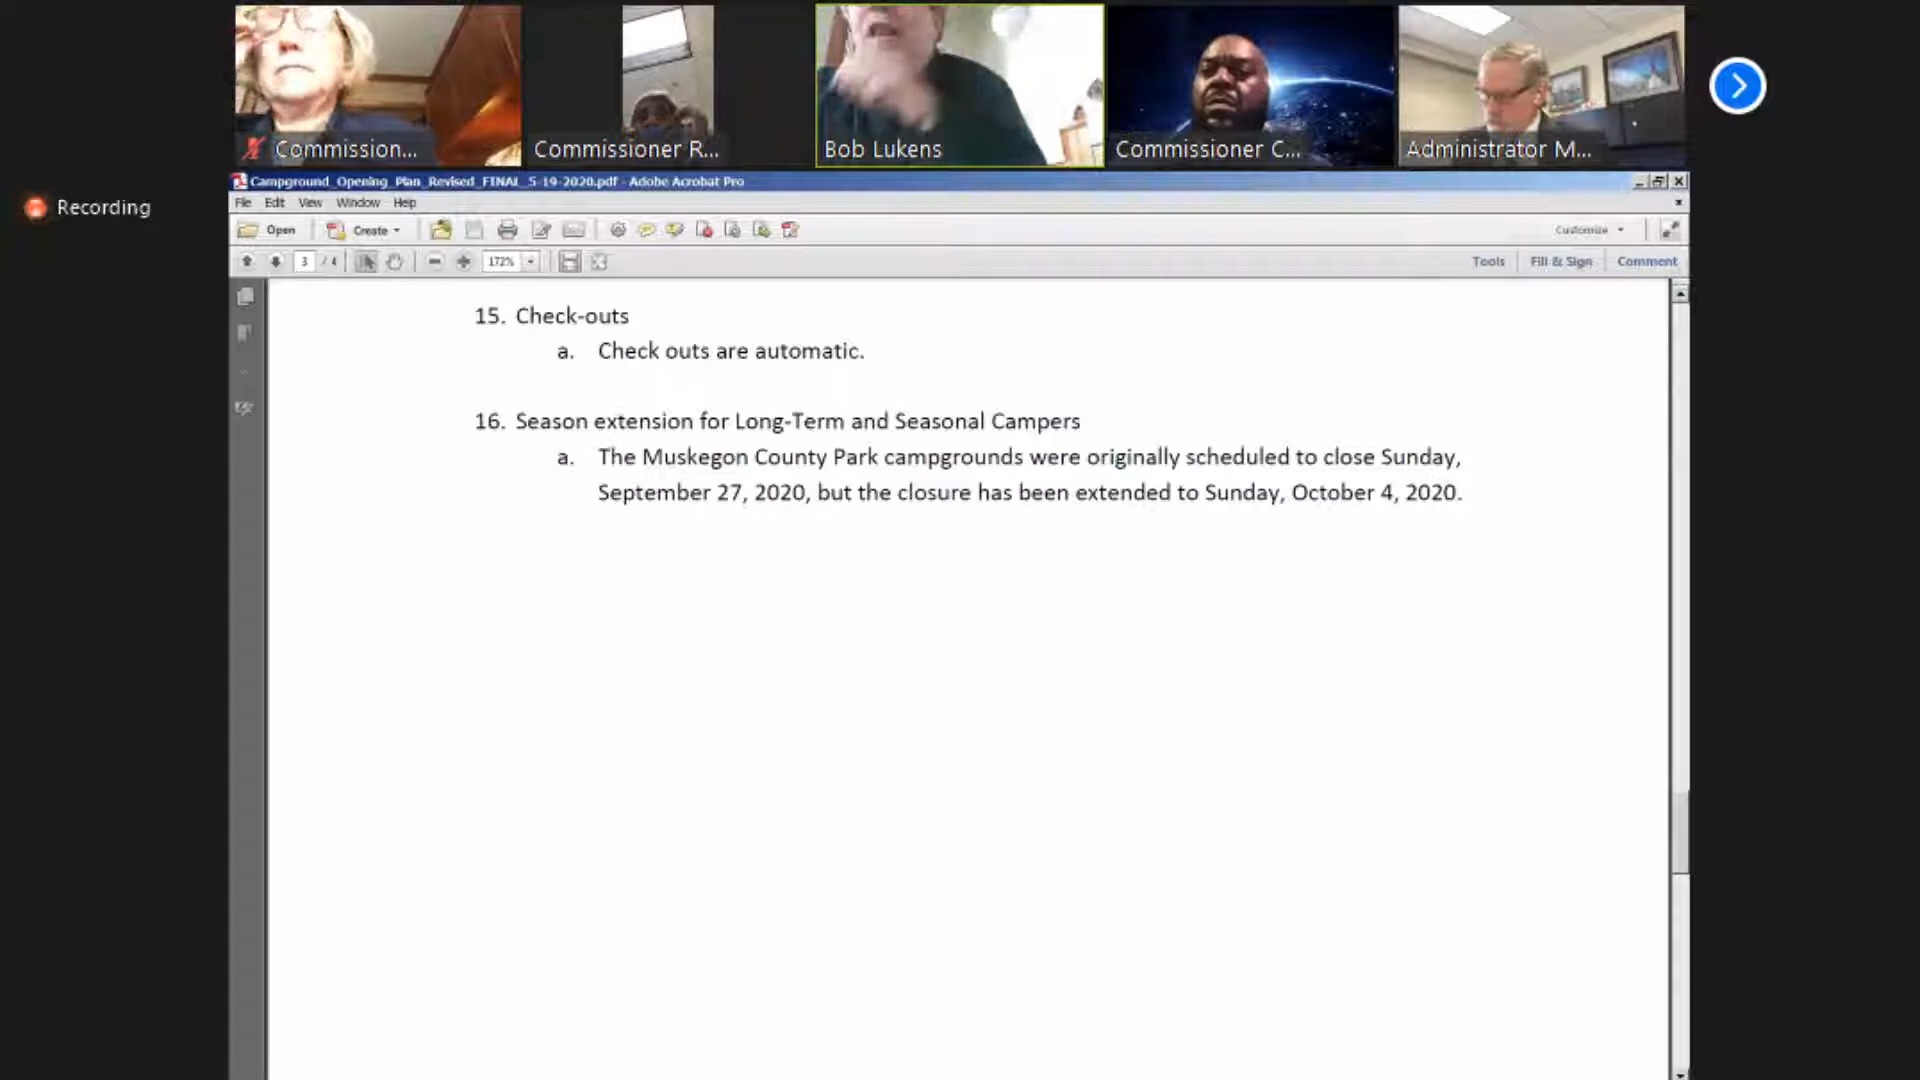 Commission...
Commissioner R...
Bob Lukens
Commissioner C...
Administrator M...
Recording
Campground_Opening_Plan_Revised_FINAL_5-19-2020.pdf - Adobe Acrobat Pro
File Edit View Window Help
Open Create Customize
3 / 4 172% Tools Fill & Sign Comment
15. Check-outs
a. Check outs are automatic.
16. Season extension for Long-Term and Seasonal Campers
a. The Muskegon County Park campgrounds were originally scheduled to close Sunday,
September 27, 2020, but the closure has been extended to Sunday, October 4, 2020.